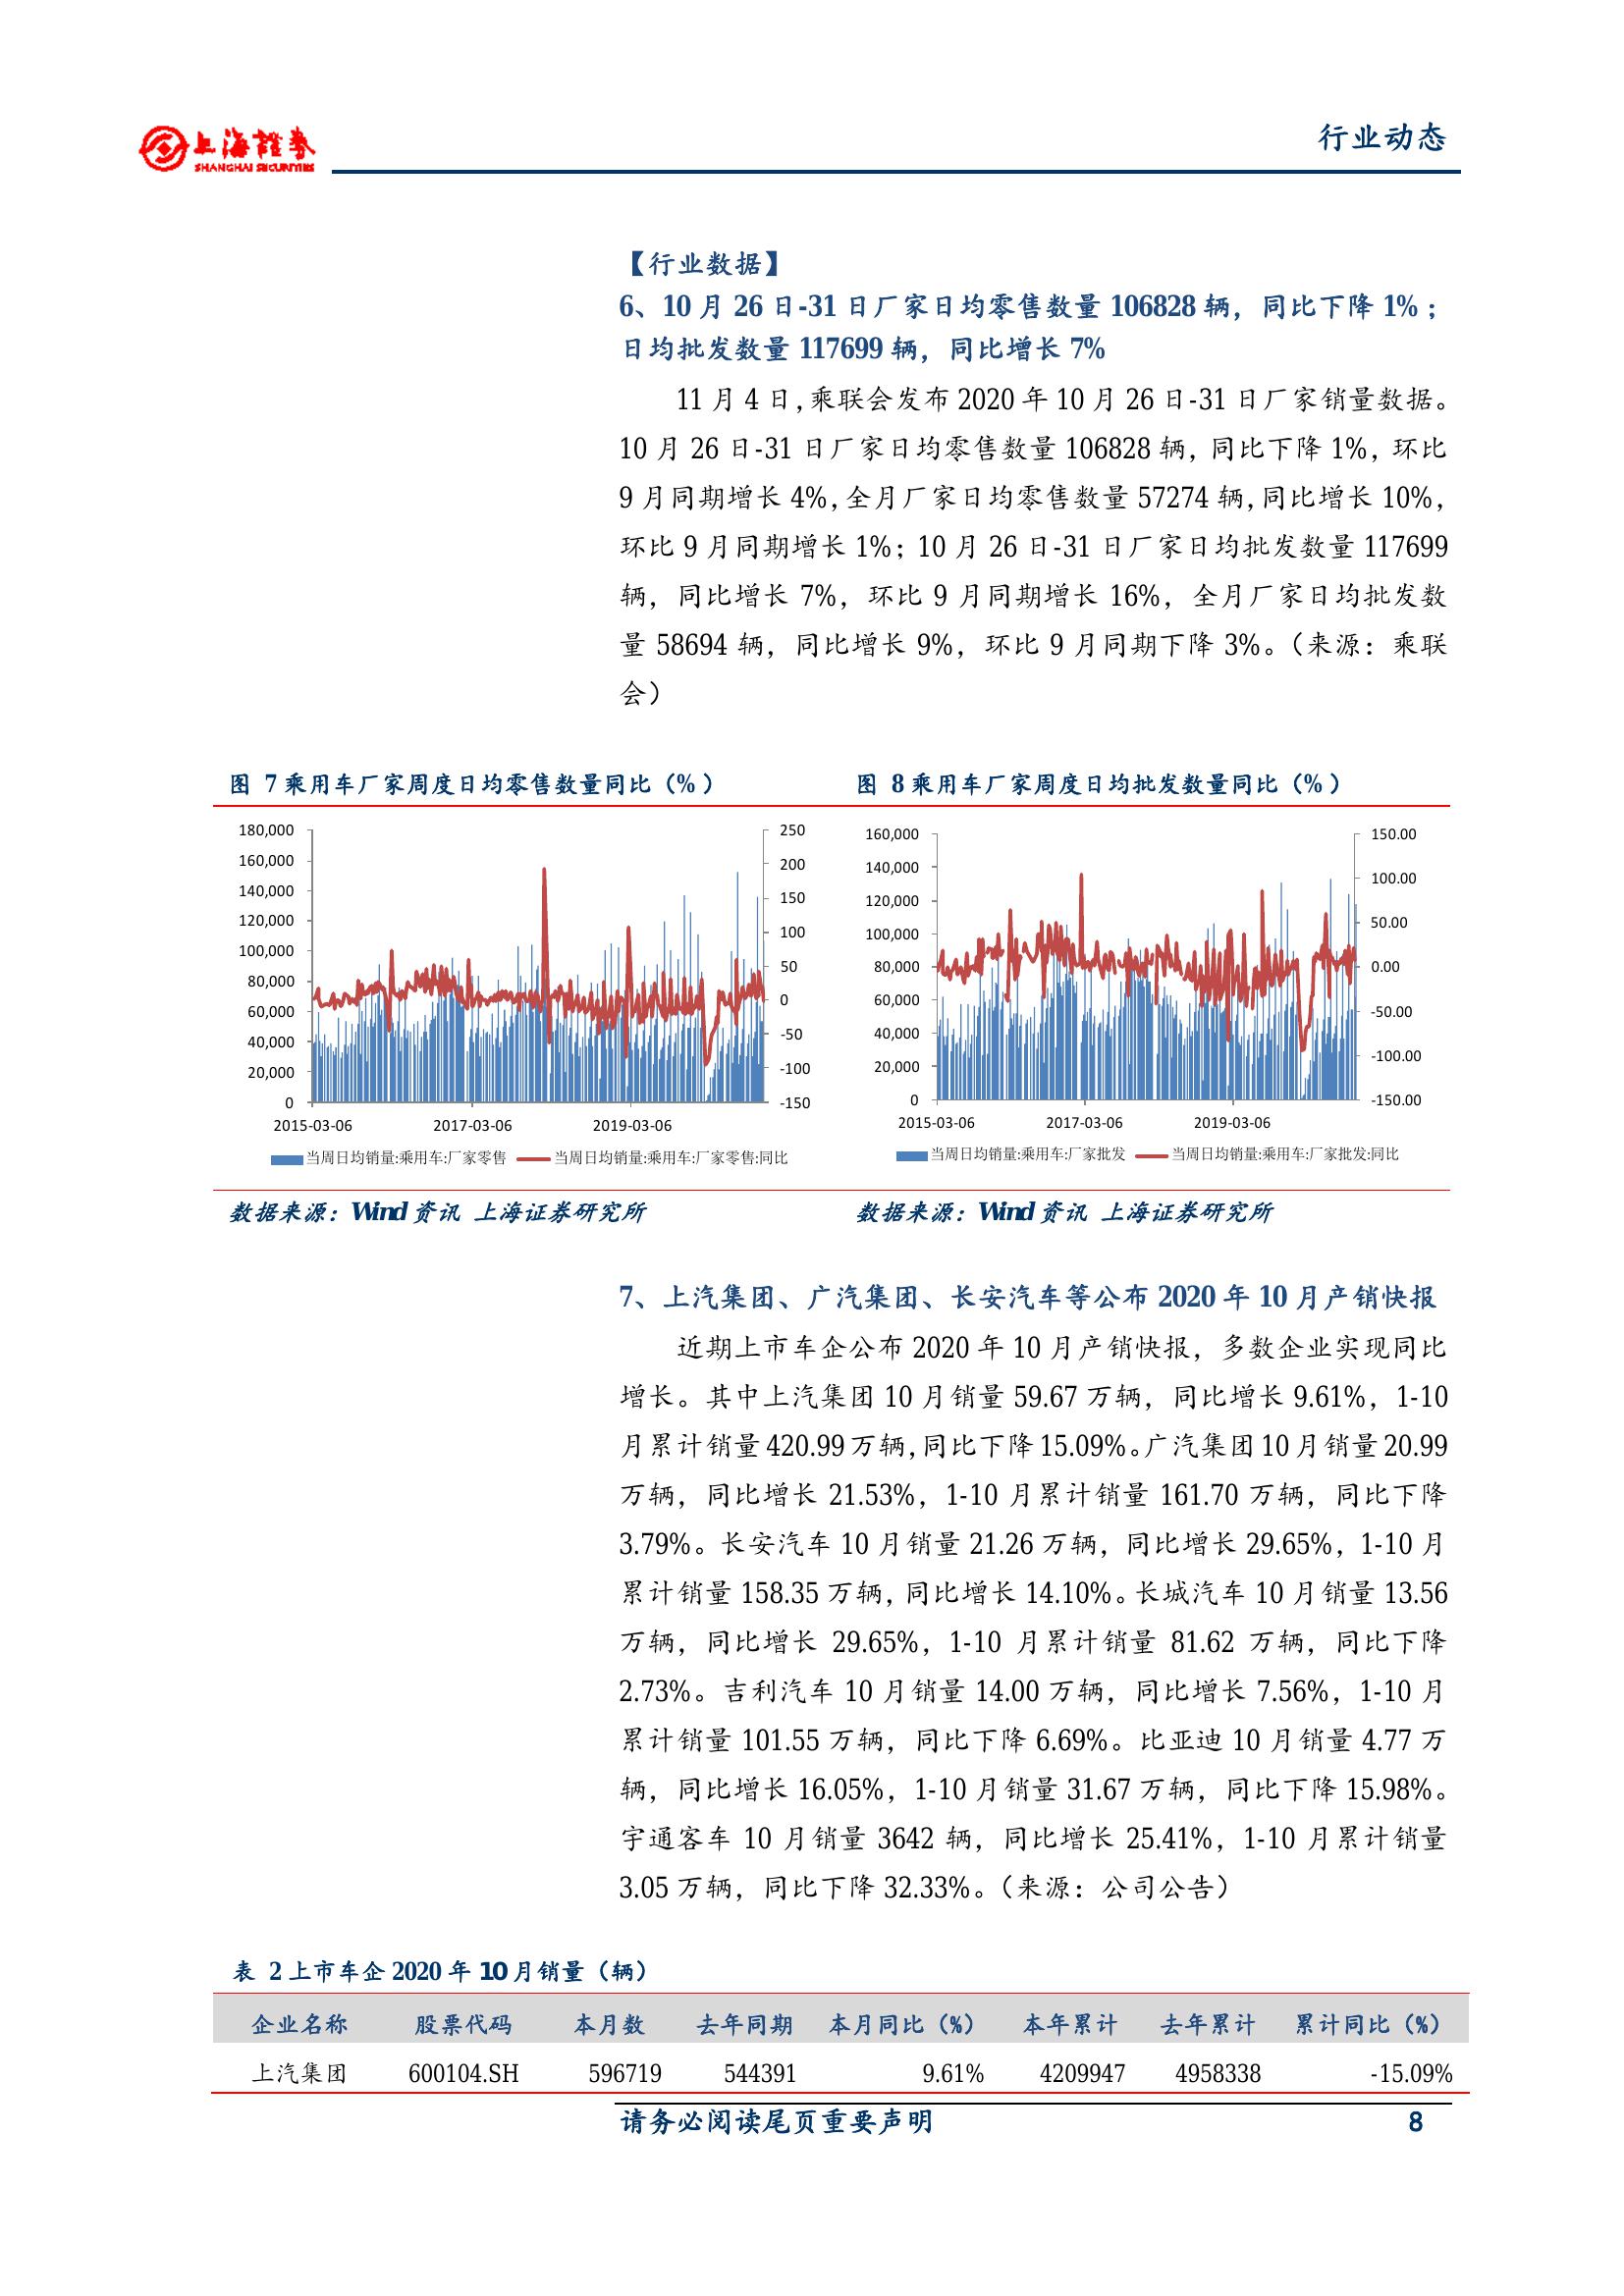 上海證券
SHANGHAI SECURITIES
行业动态
【行业数据】
6、10 月 26 日-31 日厂家日均零售数量 106828 辆，同比下降 1%；
日均批发数量 117699 辆，同比增长 7%
11 月 4 日,乘联会发布 2020 年 10 月 26 日-31 日厂家销量数据。
10 月 26 日-31 日厂家日均零售数量 106828 辆，同比下降 1%，环比
9 月同期增长 4%,全月厂家日均零售数量 57274 辆,同比增长 10%，
环比 9 月同期增长 1%；10 月 26 日-31 日厂家日均批发数量 117699
辆，同比增长 7%，环比 9 月同期增长 16%，全月厂家日均批发数
量 58694 辆，同比增长 9%，环比 9 月同期下降 3%。（来源：乘联
会）
图 7 乘用车厂家周度日均零售数量同比（%）
180,000
160,000
140,000
120,000
100,000
80,000
60,000
40,000
20,000
0
250
200
150
100
50
0
-50
-100
-150
2015-03-06 2017-03-06 2019-03-06
当周日均销量:乘用车:厂家零售 当周日均销量:乘用车:厂家零售:同比
数据来源：Wind 资讯 上海证券研究所
图 8 乘用车厂家周度日均批发数量同比（%）
160,000
140,000
120,000
100,000
80,000
60,000
40,000
20,000
0
150.00
100.00
50.00
0.00
-50.00
-100.00
-150.00
2015-03-06 2017-03-06 2019-03-06
当周日均销量:乘用车:厂家批发 当周日均销量:乘用车:厂家批发:同比
数据来源：Wind 资讯 上海证券研究所
7、上汽集团、广汽集团、长安汽车等公布 2020 年 10 月产销快报
近期上市车企公布 2020 年 10 月产销快报，多数企业实现同比
增长。其中上汽集团 10 月销量 59.67 万辆，同比增长 9.61%，1-10
月累计销量 420.99 万辆,同比下降 15.09%。广汽集团 10 月销量 20.99
万辆，同比增长 21.53%，1-10 月累计销量 161.70 万辆，同比下降
3.79%。长安汽车 10 月销量 21.26 万辆，同比增长 29.65%，1-10 月
累计销量 158.35 万辆,同比增长 14.10%。长城汽车 10 月销量 13.56
万辆，同比增长 29.65%，1-10 月累计销量 81.62 万辆，同比下降
2.73%。吉利汽车 10 月销量 14.00 万辆，同比增长 7.56%，1-10 月
累计销量 101.55 万辆，同比下降 6.69%。比亚迪 10 月销量 4.77 万
辆，同比增长 16.05%，1-10 月销量 31.67 万辆，同比下降 15.98%。
宇通客车 10 月销量 3642 辆，同比增长 25.41%，1-10 月累计销量
3.05 万辆，同比下降 32.33%。（来源：公司公告）
表 2 上市车企 2020 年 10 月销量（辆）
企业名称 股票代码 本月数 去年同期 本月同比（%） 本年累计 去年累计 累计同比（%）
上汽集团 600104.SH 596719 544391 9.61% 4209947 4958338 -15.09%
请务必阅读尾页重要声明 8